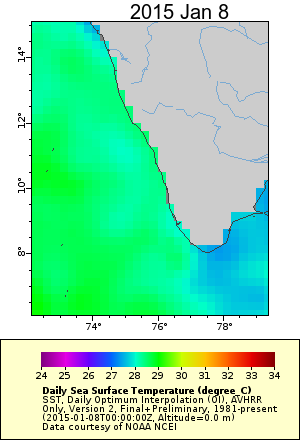 2015 Jan 8
14°
12°
10°
8°
74°
76°
78°
24 25 26 27 28 29 30 31 32 33 34
Daily Sea Surface Temperature (degree_C)
SST, Daily Optimum Interpolation (OI), AVHRR
Only, Version 2, Final+Preliminary, 1981-present
(2015-01-08T00:00:00Z, Altitude=0.0 m)
Data courtesy of NOAA NCEI